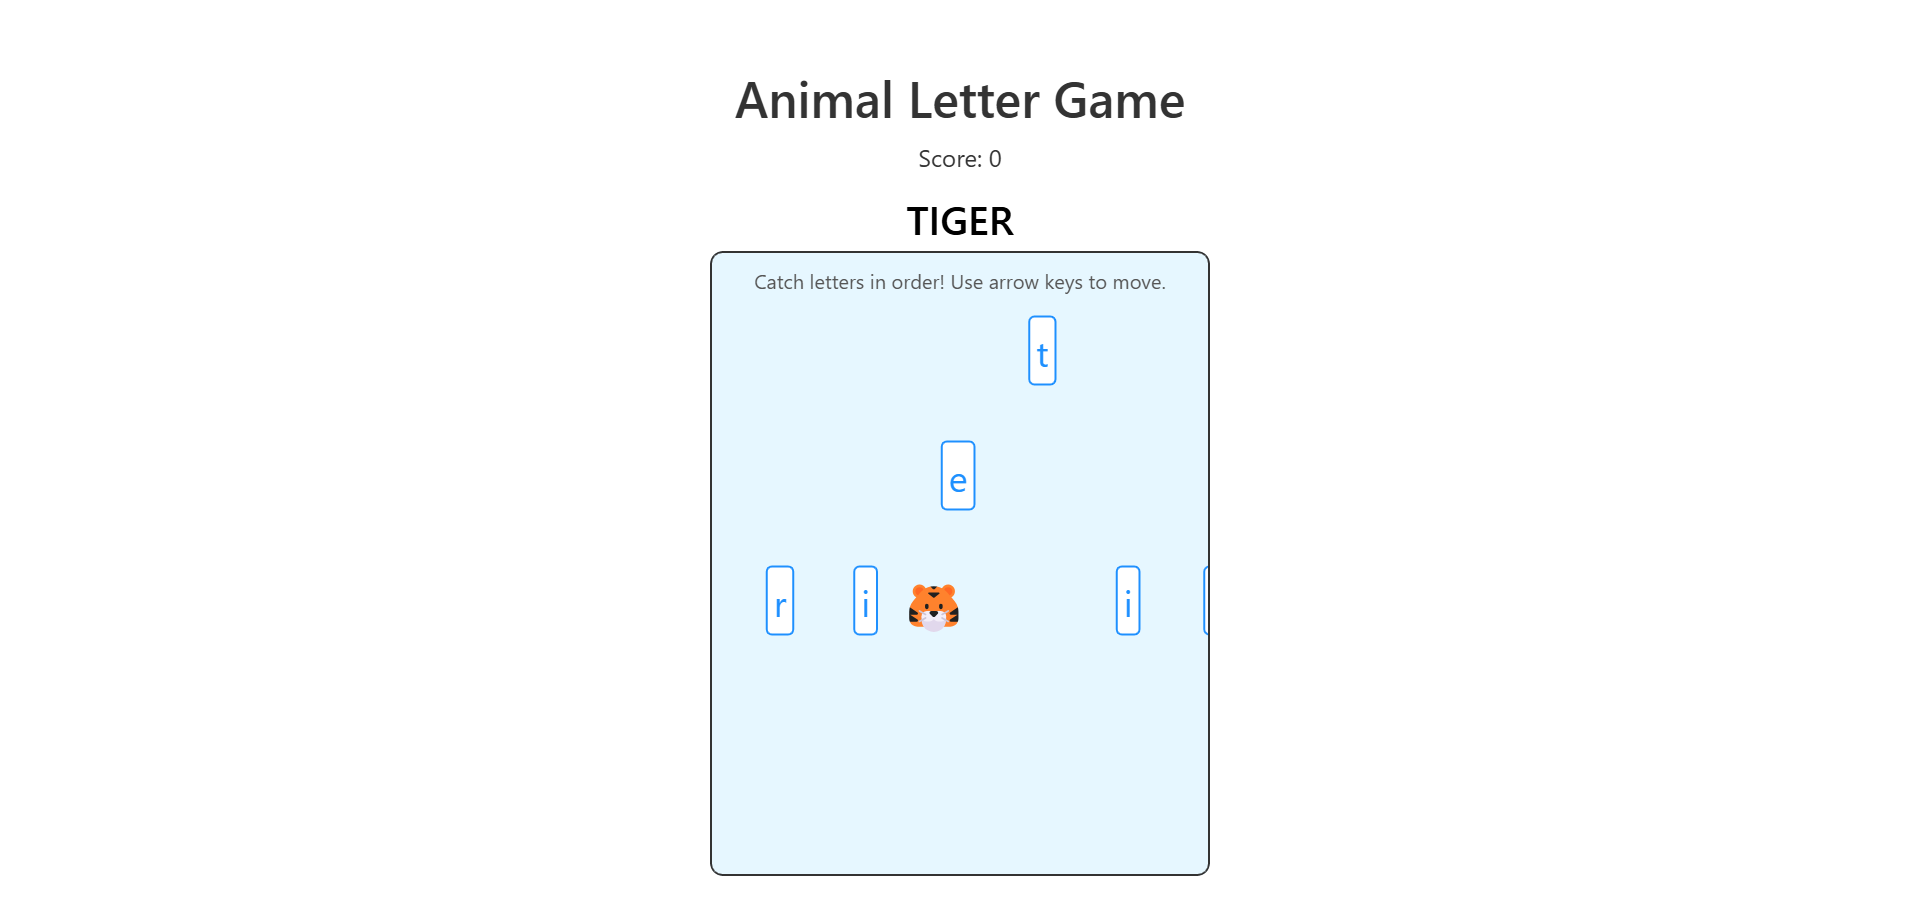 Animal Letter Game
Score: 0
TIGER
Catch letters in order! Use arrow keys to move.
t
e
r i i